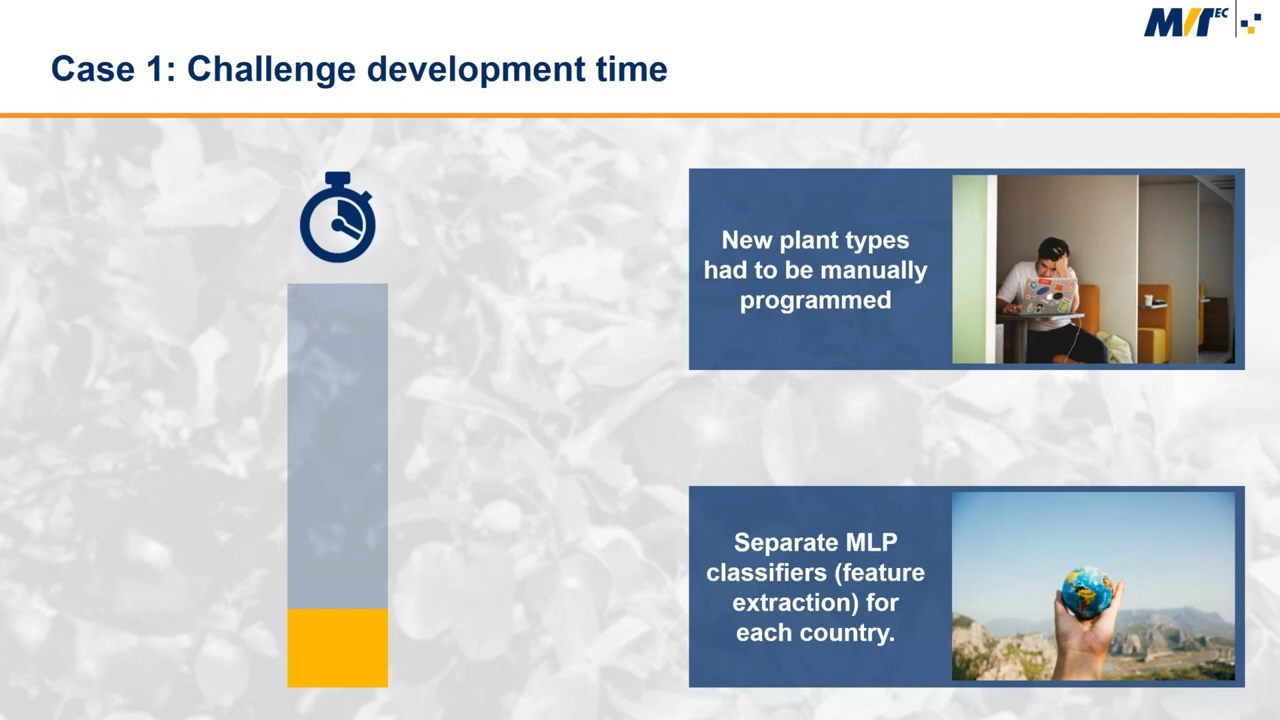 MVTEC
Case 1: Challenge development time
New plant types
had to be manually
programmed
Separate MLP
classifiers (feature
extraction) for
each country.